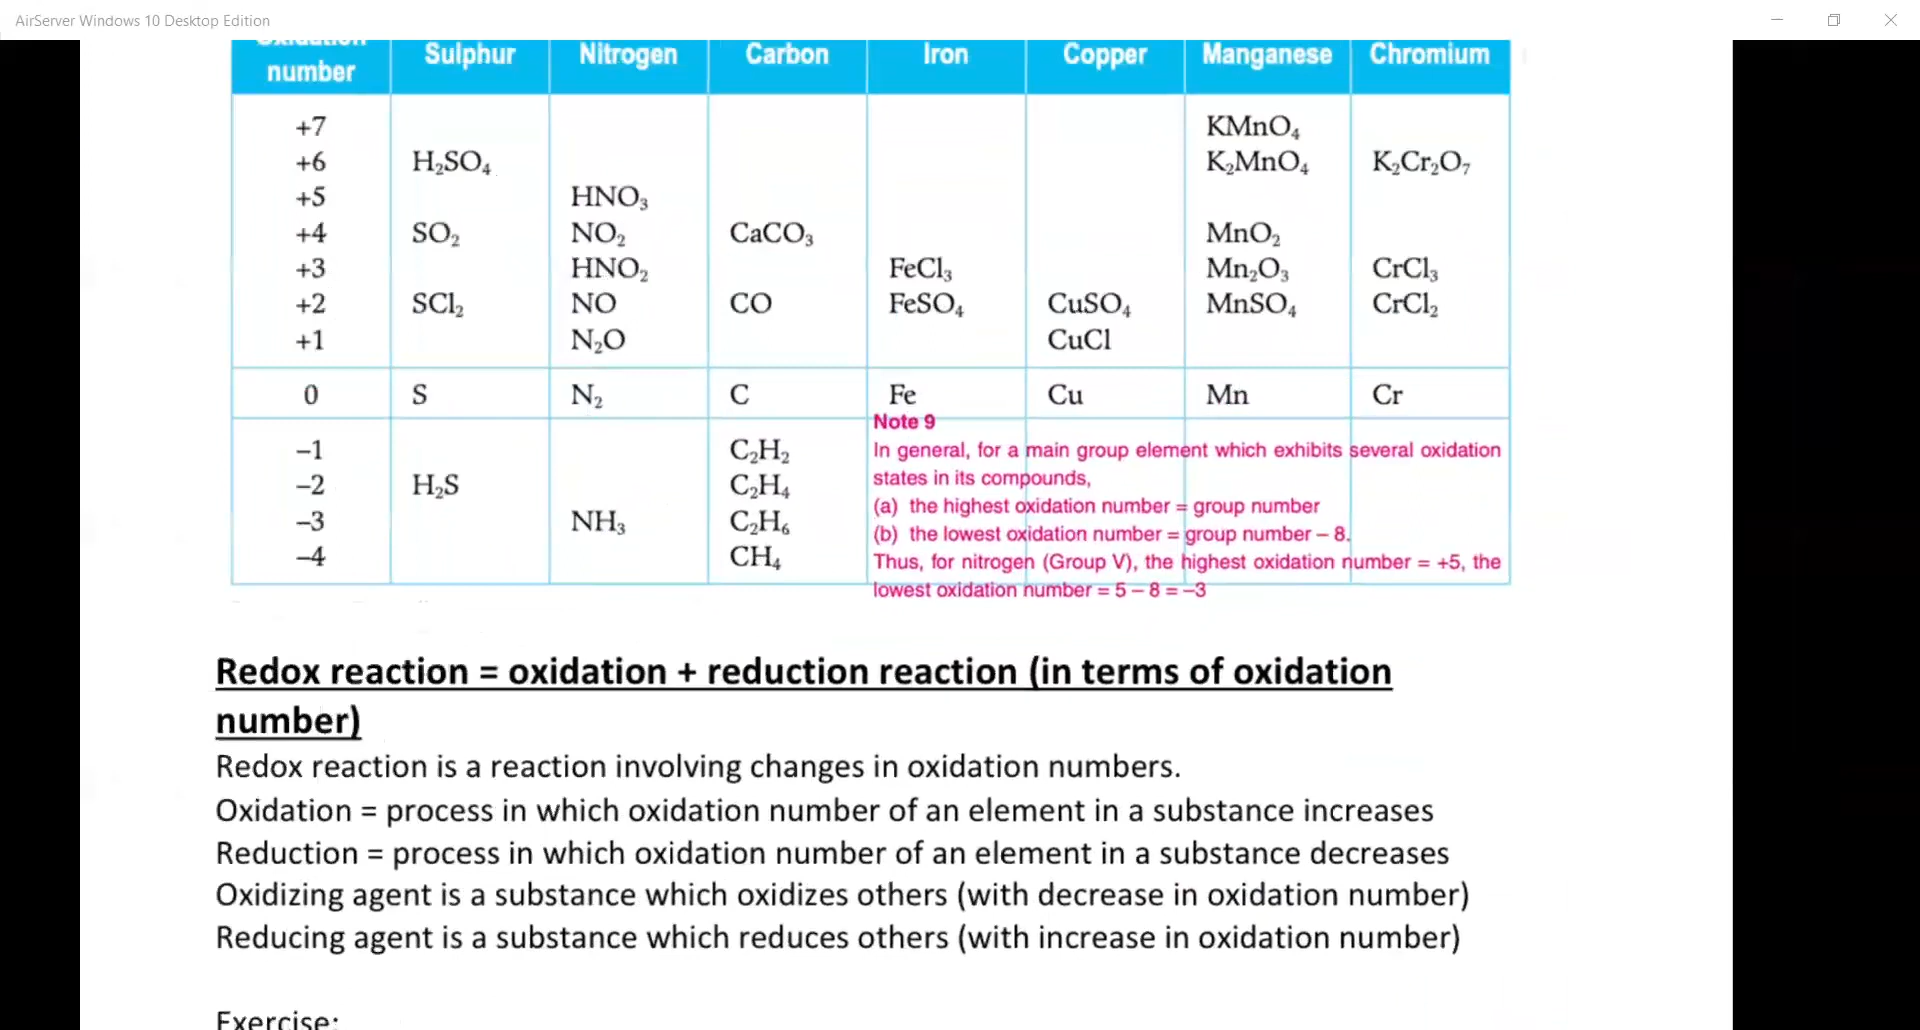 AirServer Windows 10 Desktop Edition
Oxidation number Sulphur Nitrogen Carbon Iron Copper Manganese Chromium
+7 KMnO₄
+6 H₂SO₄ K₂MnO₄ K₂Cr₂O₇
+5 HNO₃
+4 SO₂ NO₂ CaCO₃ MnO₂
+3 HNO₂ FeCl₃ Mn₂O₃ CrCl₃
+2 SCl₂ NO CO FeSO₄ CuSO₄ MnSO₄ CrCl₂
+1 N₂O CuCl
0 S N₂ C Fe Cu Mn Cr
–1 C₂H₂
–2 H₂S C₂H₄
–3 NH₃ C₂H₆
–4 CH₄
Note 9
In general, for a main group element which exhibits several oxidation
states in its compounds,
(a) the highest oxidation number = group number
(b) the lowest oxidation number = group number – 8.
Thus, for nitrogen (Group V), the highest oxidation number = +5, the
lowest oxidation number = 5 – 8 = –3
Redox reaction = oxidation + reduction reaction (in terms of oxidation
number)
Redox reaction is a reaction involving changes in oxidation numbers.
Oxidation = process in which oxidation number of an element in a substance increases
Reduction = process in which oxidation number of an element in a substance decreases
Oxidizing agent is a substance which oxidizes others (with decrease in oxidation number)
Reducing agent is a substance which reduces others (with increase in oxidation number)
Exercise: